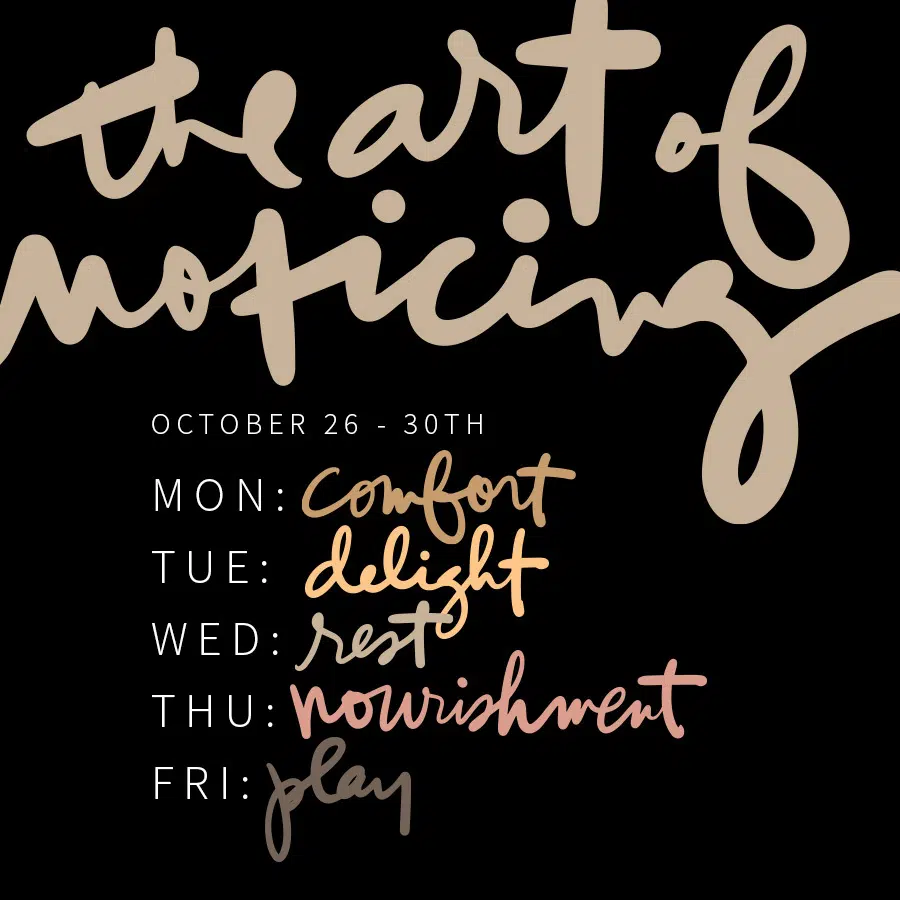 the art of
noticing
OCTOBER 26 - 30TH
MON: comfort
TUE: delight
WED: rest
THU: nourishment
FRI: play